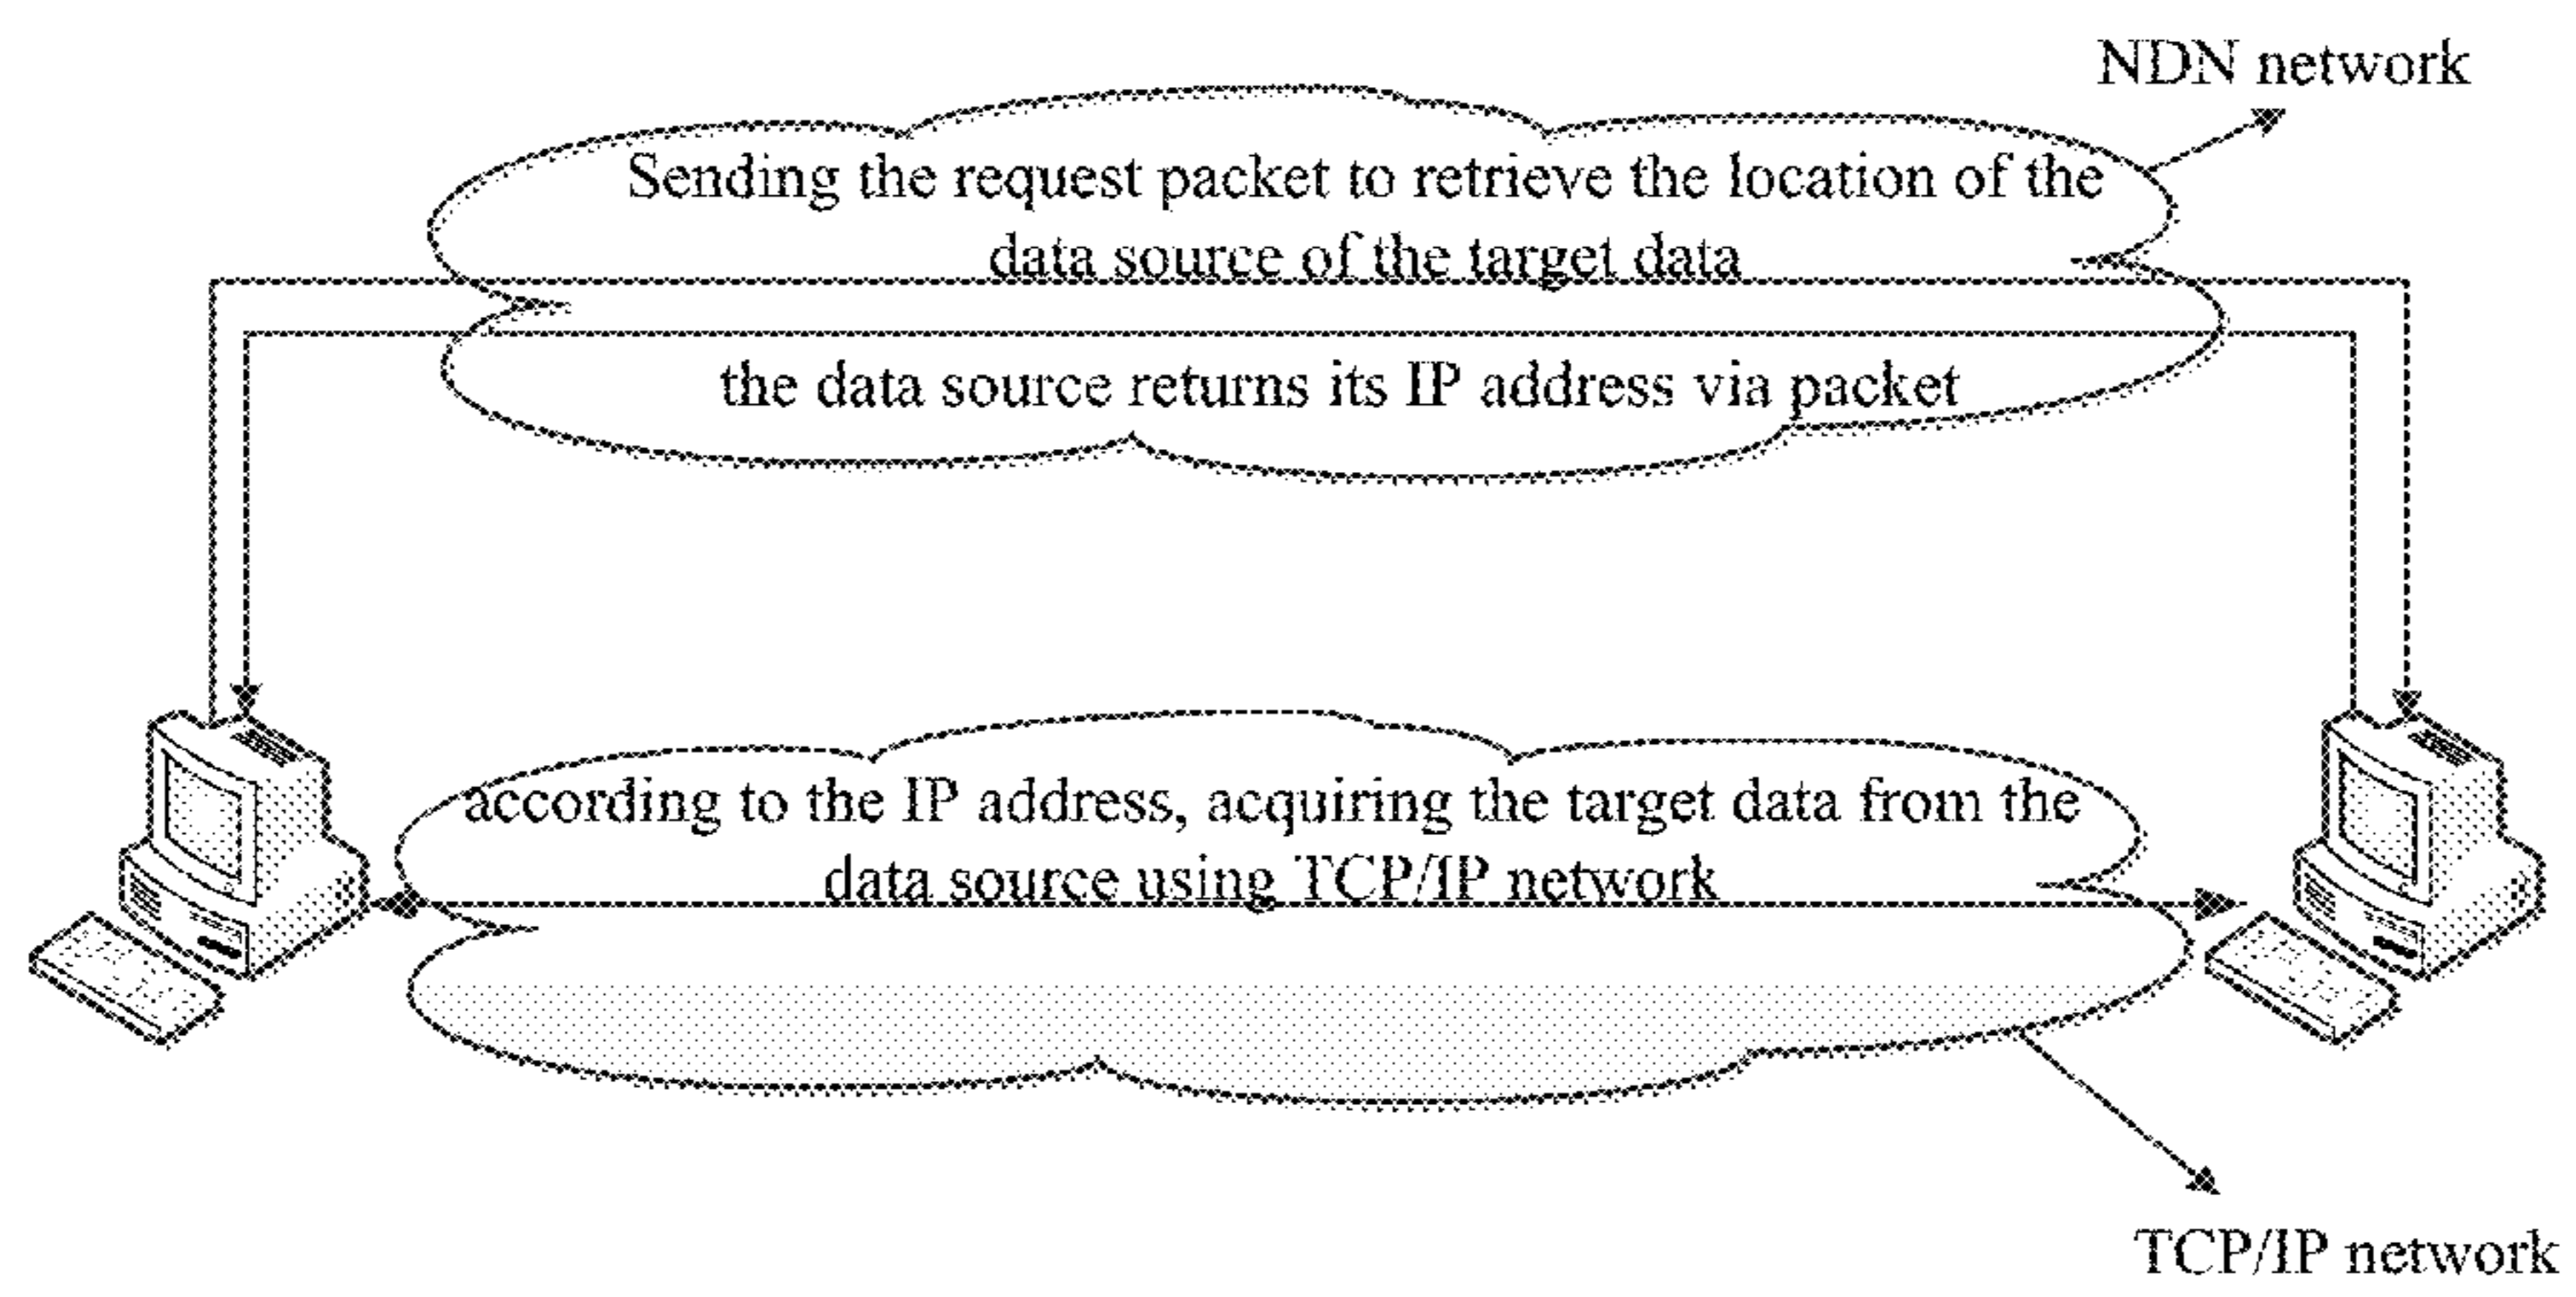 NDN network
Sending the request packet to retrieve the location of the
data source of the target data
the data source returns its IP address via packet
according to the IP address, acquiring the target data from the
data source using TCP/IP network
TCP/IP network